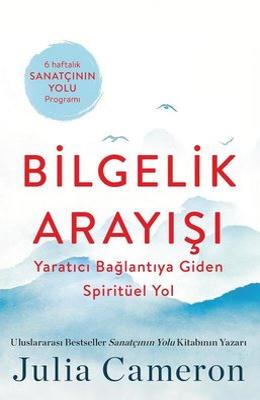 6 haftalık
SANATÇININ
YOLU
Programı
BİLGELİK
ARAYIŞI
Yaratıcı Bağlantıya Giden
Spiritüel Yol
Uluslararası Bestseller Sanatçının Yolu Kitabının Yazarı
Julia Cameron